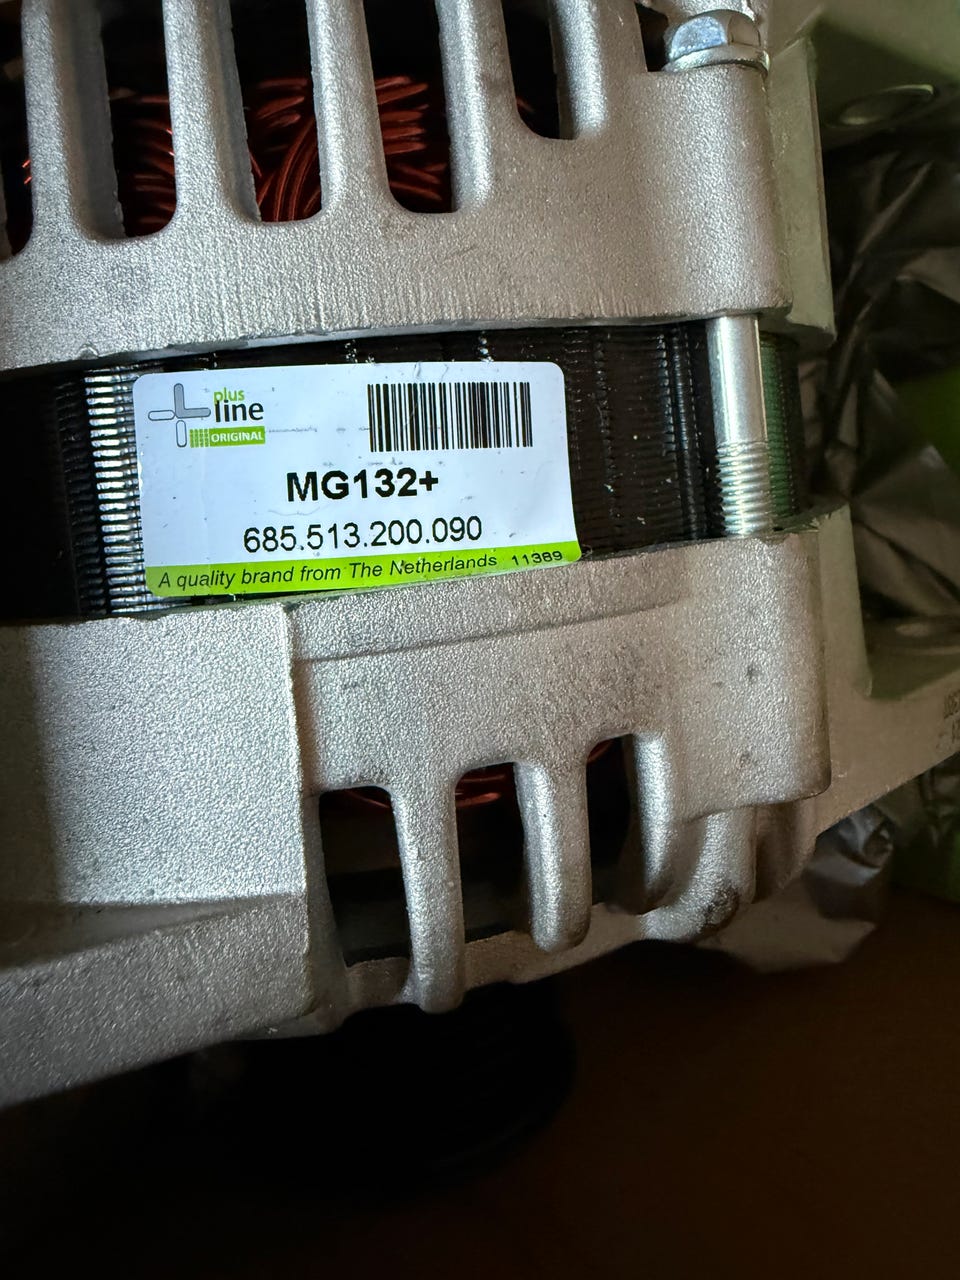 plus
line
ORIGINAL
MG132+
685.513.200.090
A quality brand from The Netherlands 11389